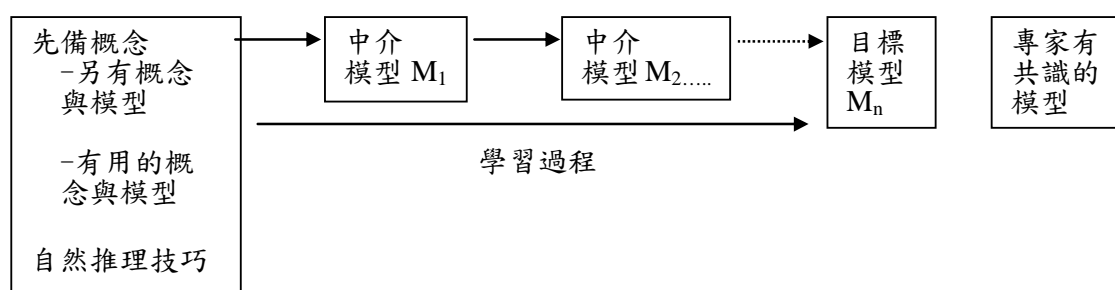 先備概念
-另有概念
與模型
-有用的概
念與模型
自然推理技巧
中介
模型 M1
中介
模型 M2.....
目標
模型
Mn
專家有
共識的
模型
學習過程